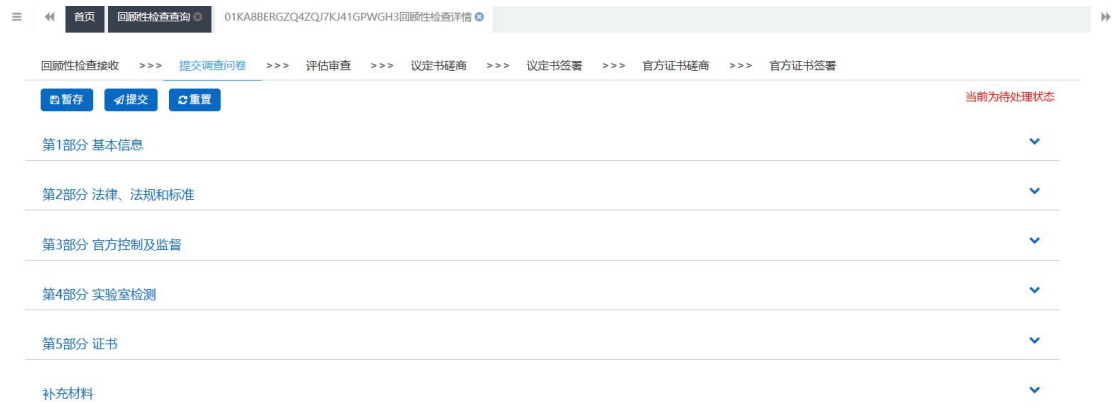 首页 回顾性检查查询 01KA8BERGZQ4ZQJ7KJ41GPWGH3回顾性检查详情
回顾性检查接收 >>> 提交调查问卷 >>> 评估审查 >>> 议定书磋商 >>> 议定书签署 >>> 官方证书磋商 >>> 官方证书签署
暂存 提交 重置 当前为待处理状态
第1部分 基本信息
第2部分 法律、法规和标准
第3部分 官方控制及监督
第4部分 实验室检测
第5部分 证书
补充材料